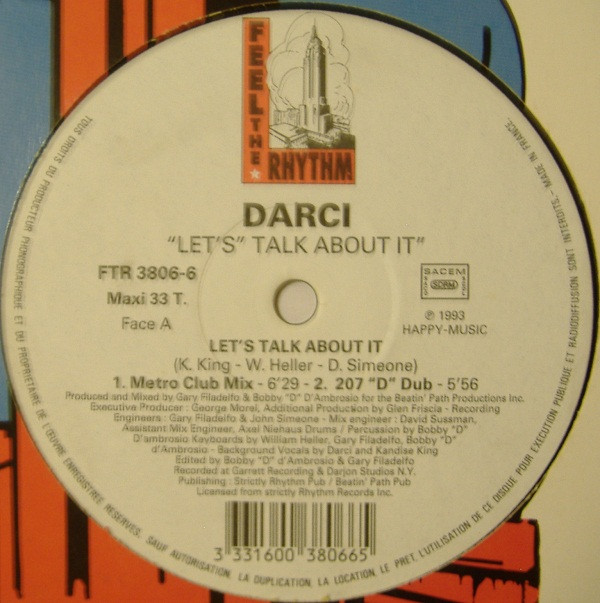 FEEL THE
RHYTHM
DARCI
"LET'S" TALK ABOUT IT"
FTR 3806-6
Maxi 33 T.
Face A
SACEM
SDRM
℗ 1993
HAPPY-MUSIC
LET'S TALK ABOUT IT
(K. King - W. Heller - D. Simeone)
1. Metro Club Mix - 6'29 - 2. 207 "D" Dub - 5'56
Produced and Mixed by Gary Filadelfo & Bobby "D" D'Ambrosio for the Beatin' Path Productions Inc.
Executive Producer : George Morel, Additional Production by Glen Friscia - Recording
Engineers : Gary Filadelfo & John Simeone - Mix engineer : David Sussman,
Assistant Mix Engineer, Axel Niehaus Drums / Percussion by Bobby "D"
D'ambrosio Keyboards by William Heller, Gary Filadelfo, Bobby "D"
d'Ambrosio - Background Vocals by Darci and Kandise King
Edited by Bobby "D" d'Ambrosio & Gary Filadelfo
Recorded at Garrett Recording & Darjon Studios N.Y.
Publishing : Strictly Rhythm Pub / Beatin' Path Pub
Licensed from strictly Rhythm Records Inc.
3 331600 380665
TOUS DROITS DU PRODUCTEUR PHONOGRAPHIQUE ET DU PROPRIETAIRE DE L'ŒUVRE ENREGISTREE RESERVES. SAUF AUTORISATION, LA DUPLICATION, LA LOCATION, LE PRET, L'UTILISATION DE CE DISQUE POUR EXECUTION PUBLIQUE ET RADIODIFFUSION SONT INTERDITS. - MADE IN FRANCE.